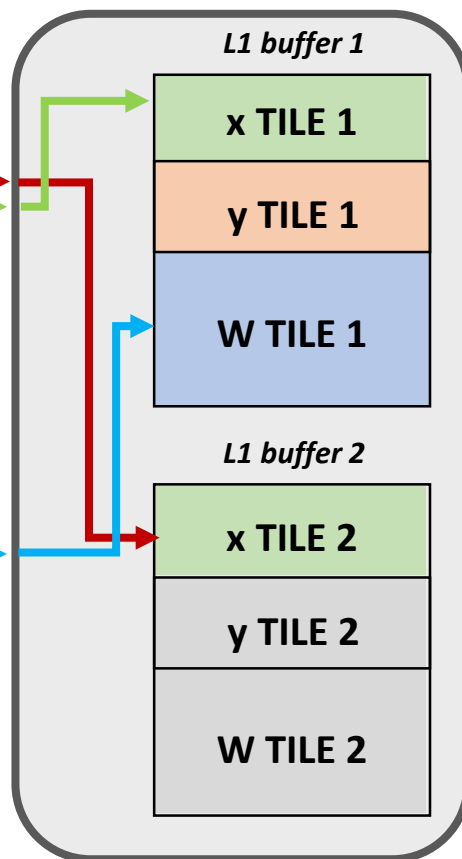 L1 buffer 1
x TILE 1
y TILE 1
W TILE 1
L1 buffer 2
x TILE 2
y TILE 2
W TILE 2